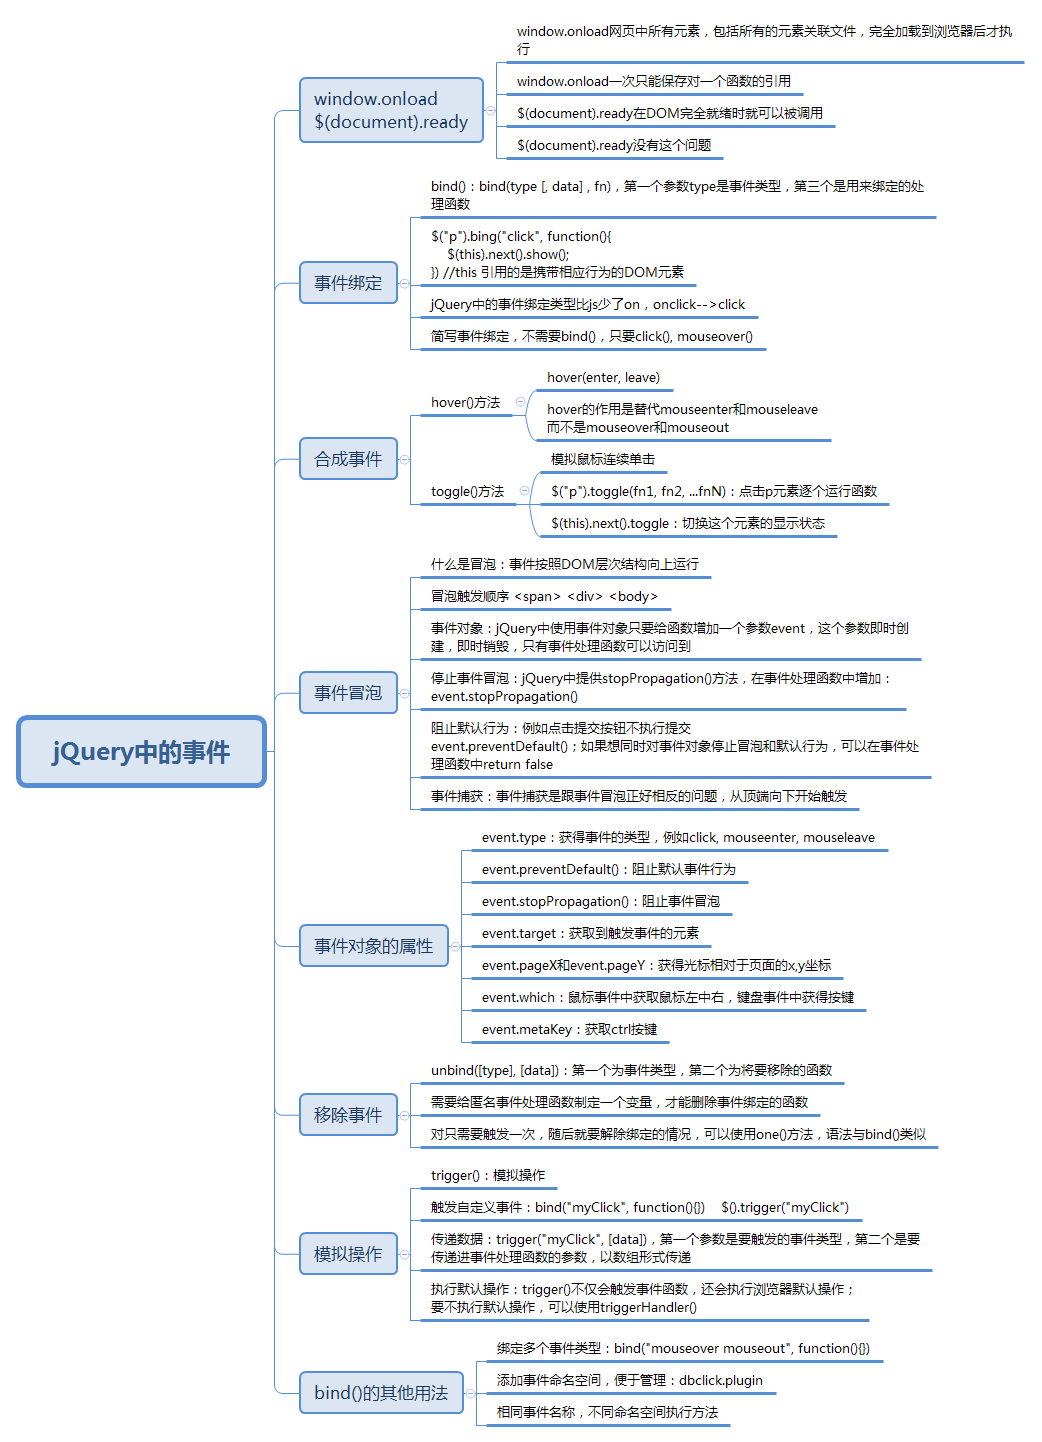 jQuery中的事件
window.onload
$(document).ready
window.onload网页中所有元素，包括所有的元素关联文件，完全加载到浏览器后才执
行
window.onload一次只能保存对一个函数的引用
$(document).ready在DOM完全就绪时就可以被调用
$(document).ready没有这个问题
事件绑定
bind()：bind(type [, data] , fn)，第一个参数type是事件类型，第三个是用来绑定的处
理函数
$("p").bing("click", function(){
$(this).next().show();
}) //this 引用的是携带相应行为的DOM元素
jQuery中的事件绑定类型比js少了on，onclick-->click
简写事件绑定，不需要bind()，只要click(), mouseover()
合成事件
hover()方法
hover(enter, leave)
hover的作用是替代mouseenter和mouseleave
而不是mouseover和mouseout
toggle()方法
模拟鼠标连续单击
$("p").toggle(fn1, fn2, ...fnN)：点击p元素逐个运行函数
$(this).next().toggle：切换这个元素的显示状态
事件冒泡
什么是冒泡：事件按照DOM层次结构向上运行
冒泡触发顺序 <span> <div> <body>
事件对象：jQuery中使用事件对象只要给函数增加一个参数event，这个参数即时创
建，即时销毁，只有事件处理函数可以访问到
停止事件冒泡：jQuery中提供stopPropagation()方法，在事件处理函数中增加：
event.stopPropagation()
阻止默认行为：例如点击提交按钮不执行提交
event.preventDefault()；如果想同时对事件对象停止冒泡和默认行为，可以在事件处
理函数中return false
事件捕获：事件捕获是跟事件冒泡正好相反的问题，从顶端向下开始触发
事件对象的属性
event.type：获得事件的类型，例如click, mouseenter, mouseleave
event.preventDefault()：阻止默认事件行为
event.stopPropagation()：阻止事件冒泡
event.target：获取到触发事件的元素
event.pageX和event.pageY：获得光标相对于页面的x,y坐标
event.which：鼠标事件中获取鼠标左中右，键盘事件中获得按键
event.metaKey：获取ctrl按键
移除事件
unbind([type], [data])：第一个为事件类型，第二个为将要移除的函数
需要给匿名事件处理函数制定一个变量，才能删除事件绑定的函数
对只需要触发一次，随后就要解除绑定的情况，可以使用one()方法，语法与bind()类似
模拟操作
trigger()：模拟操作
触发自定义事件：bind("myClick", function(){}) $().trigger("myClick")
传递数据：trigger("myClick", [data])，第一个参数是要触发的事件类型，第二个是要
传递进事件处理函数的参数，以数组形式传递
执行默认操作：trigger()不仅会触发事件函数，还会执行浏览器默认操作；
要不执行默认操作，可以使用triggerHandler()
bind()的其他用法
绑定多个事件类型：bind("mouseover mouseout", function(){})
添加事件命名空间，便于管理：dbclick.plugin
相同事件名称，不同命名空间执行方法